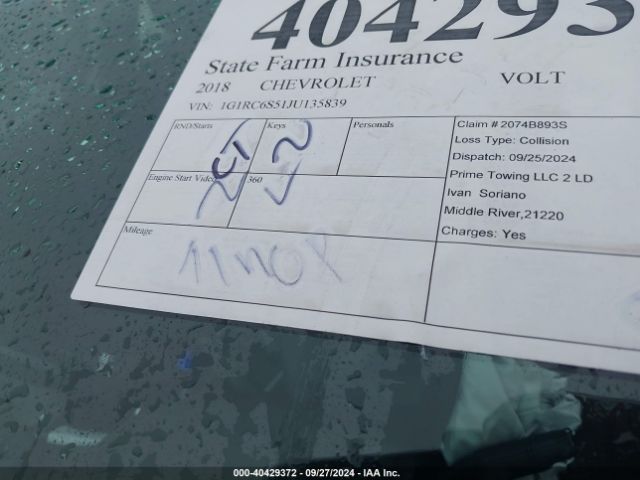 4042937
State Farm Insurance
2018 CHEVROLET VOLT
VIN: 1G1RC6S51JU135839
RND/Starts
Keys
2
Personals
Engine Start Video
360
Mileage
Claim # 2074B893S
Loss Type: Collision
Dispatch: 09/25/2024
Prime Towing LLC 2 LD
Ivan Soriano
Middle River,21220
Charges: Yes
000-40429372 - 09/27/2024 - IAA Inc.